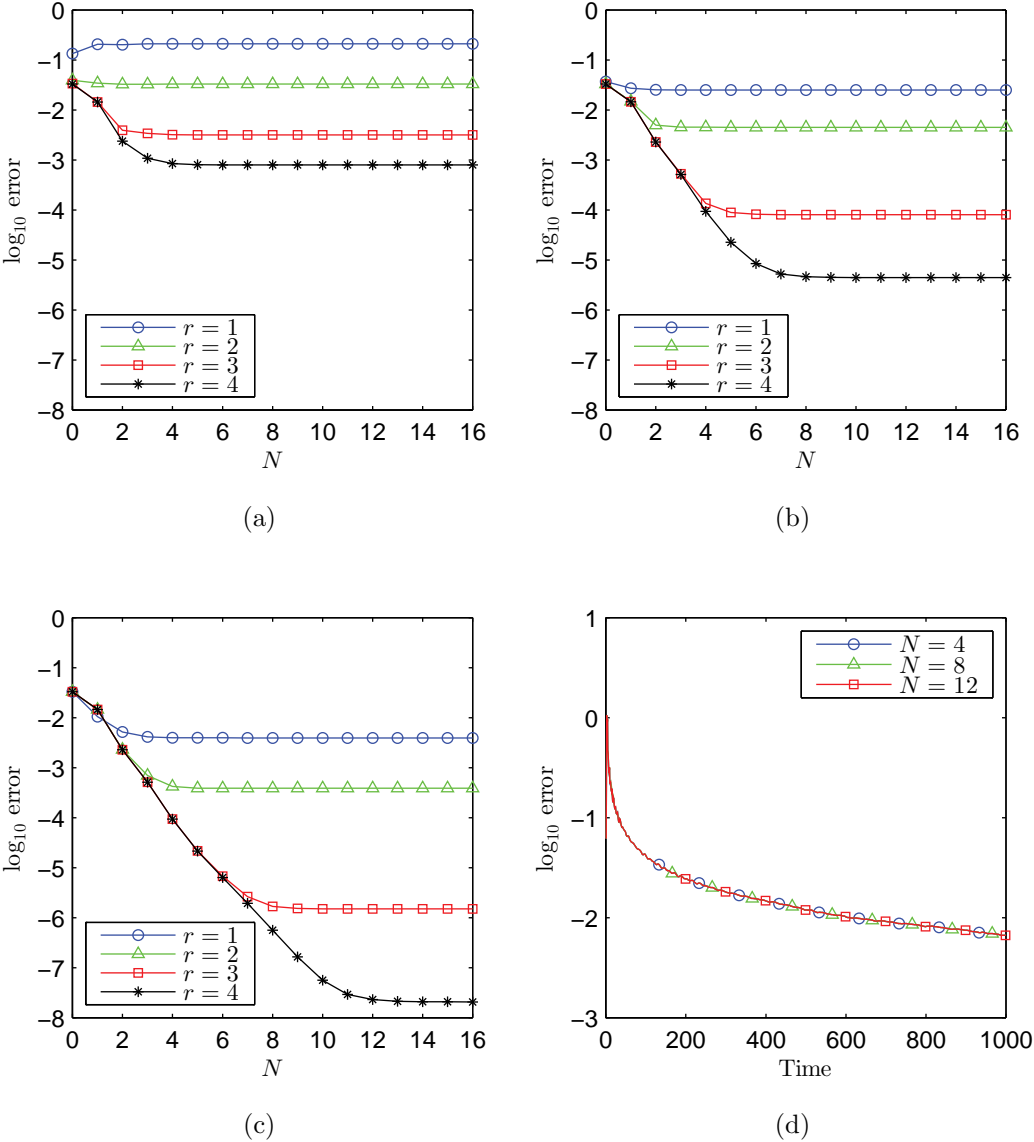 0
−1
−2
−3
−4
−5
−6
−7
−8
log₁₀ error
0 2 4 6 8 10 12 14 16
N
r = 1
r = 2
r = 3
r = 4
(a)
0
−1
−2
−3
−4
−5
−6
−7
−8
log₁₀ error
0 2 4 6 8 10 12 14 16
N
r = 1
r = 2
r = 3
r = 4
(b)
0
−1
−2
−3
−4
−5
−6
−7
−8
log₁₀ error
0 2 4 6 8 10 12 14 16
N
r = 1
r = 2
r = 3
r = 4
(c)
1
0
−1
−2
−3
log₁₀ error
0 200 400 600 800 1000
Time
N = 4
N = 8
N = 12
(d)